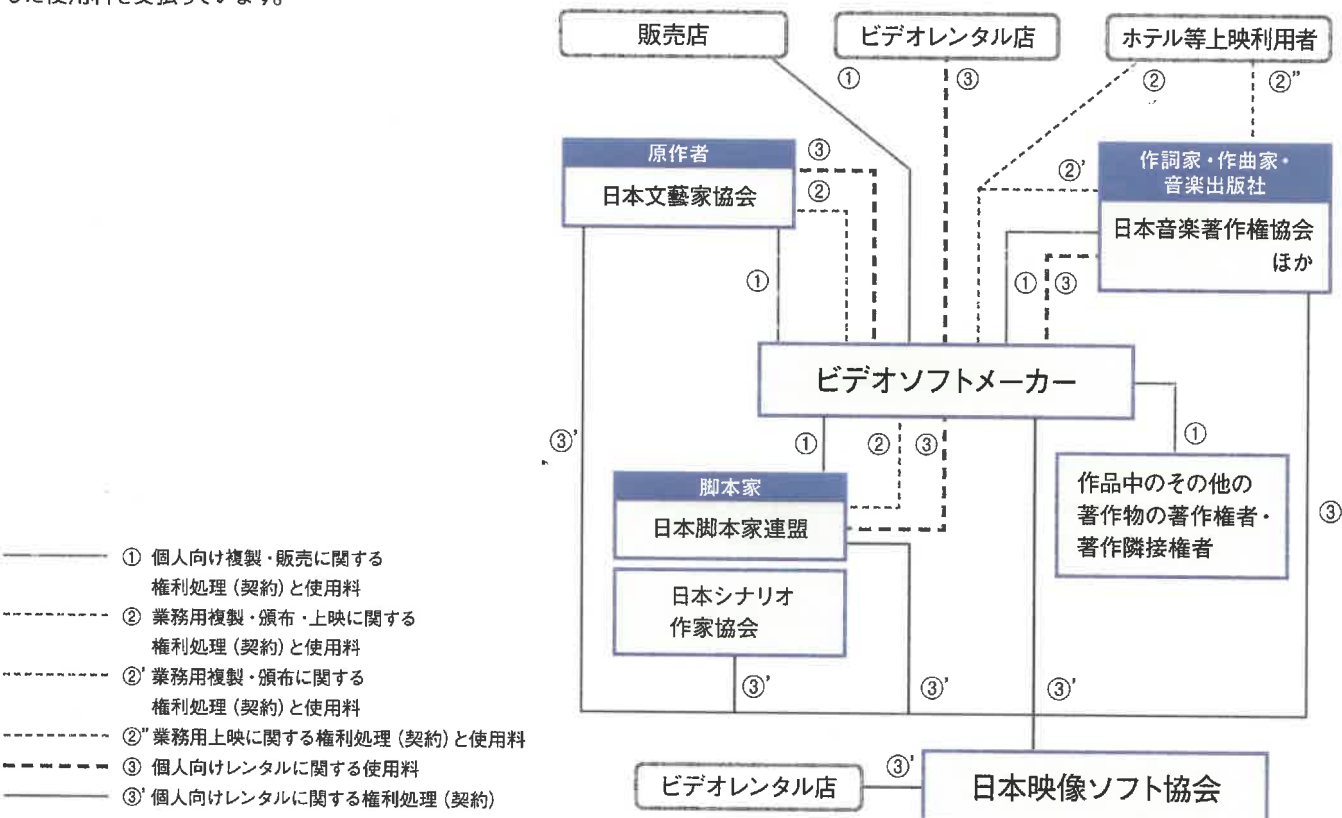 した使用料を支払っています。
販売店
ビデオレンタル店
ホテル等上映利用者
①
③
②
②”
原作者
日本文藝家協会
③
②
②’
作詞家・作曲家・
音楽出版社
日本音楽著作権協会
ほか
①
①
③
ビデオソフトメーカー
③’
①
②
③
①
脚本家
日本脚本家連盟
日本シナリオ
作家協会
作品中のその他の
著作物の著作権者・
著作隣接権者
③
③’
③’
③’
ビデオレンタル店
③’
日本映像ソフト協会
① 個人向け複製・販売に関する
権利処理（契約）と使用料
② 業務用複製・頒布・上映に関する
権利処理（契約）と使用料
②’ 業務用複製・頒布に関する
権利処理（契約）と使用料
②” 業務用上映に関する権利処理（契約）と使用料
③ 個人向けレンタルに関する使用料
③’ 個人向けレンタルに関する権利処理（契約）